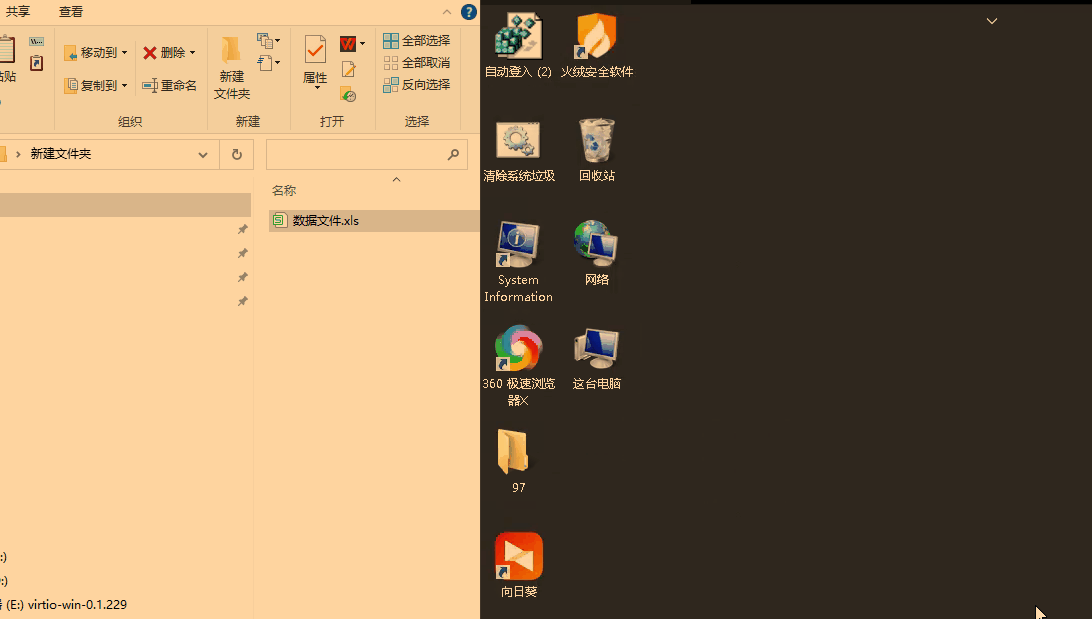 共享 查看
移动到 删除
复制到 重命名
新建
文件夹
属性
全部选择
全部取消
反向选择
组织 新建 打开 选择
新建文件夹
名称
数据文件.xls
(E:) virtio-win-0.1.229
自动登入 (2)
火绒安全软件
清除系统垃圾
回收站
System
Information
网络
360 极速浏览
器X
这台电脑
97
向日葵